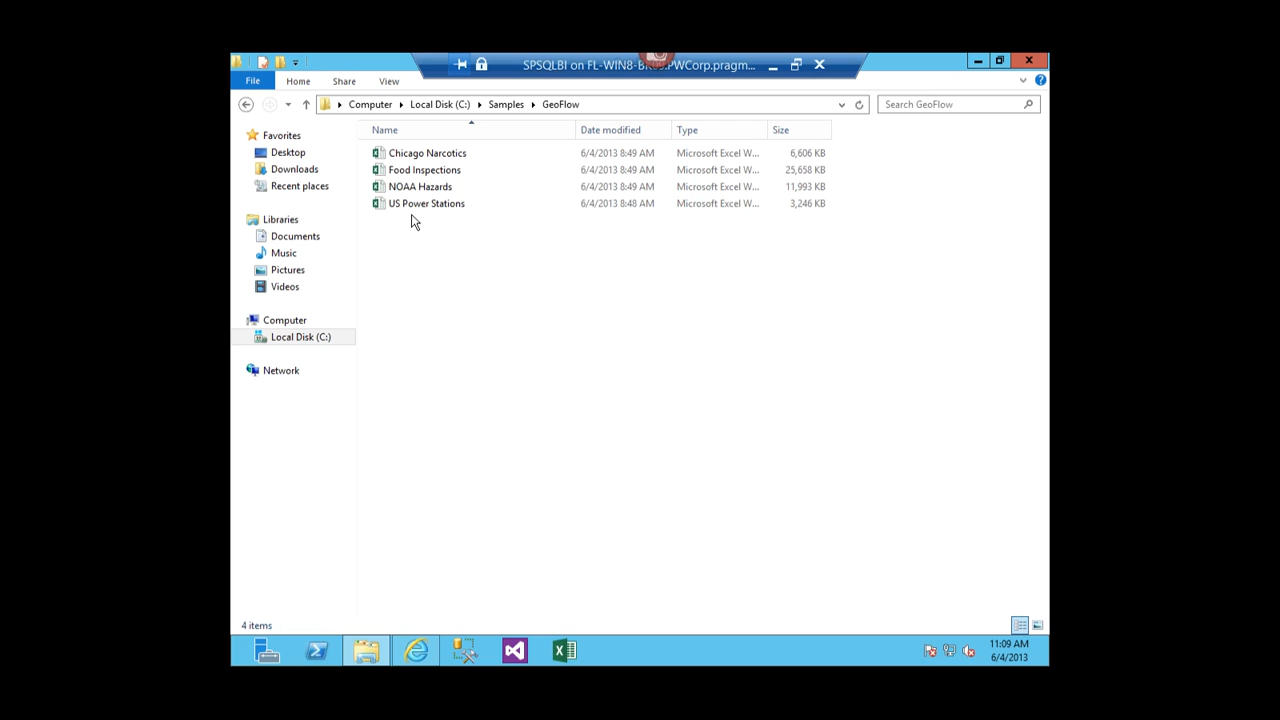 SPSQLBI on FL-WIN8-BK09.PWCorp.pragm...
File Home Share View
Computer Local Disk (C:) Samples GeoFlow Search GeoFlow
Name Date modified Type Size
Favorites
Desktop
Downloads
Recent places
Libraries
Documents
Music
Pictures
Videos
Computer
Local Disk (C:)
Network
Chicago Narcotics 6/4/2013 8:49 AM Microsoft Excel W... 6,606 KB
Food Inspections 6/4/2013 8:49 AM Microsoft Excel W... 25,658 KB
NOAA Hazards 6/4/2013 8:49 AM Microsoft Excel W... 11,993 KB
US Power Stations 6/4/2013 8:48 AM Microsoft Excel W... 3,246 KB
4 items
11:09 AM
6/4/2013